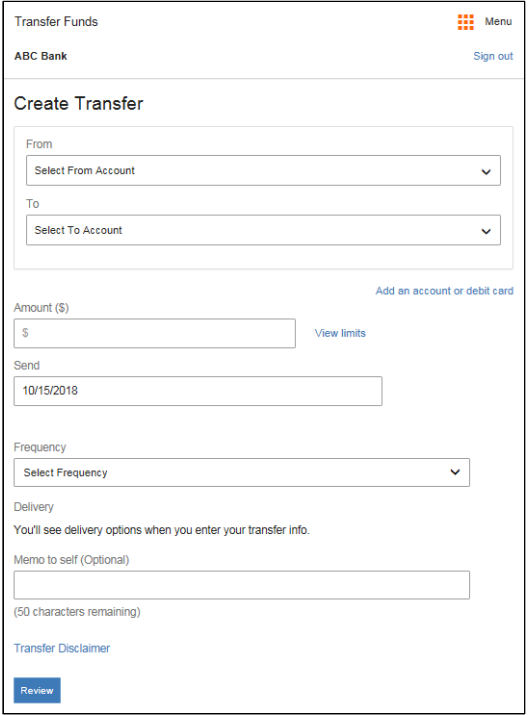 Transfer Funds
Menu
ABC Bank
Sign out
Create Transfer
From
Select From Account
To
Select To Account
Add an account or debit card
Amount ($)
$
View limits
Send
10/15/2018
Frequency
Select Frequency
Delivery
You'll see delivery options when you enter your transfer info.
Memo to self (Optional)
(50 characters remaining)
Transfer Disclaimer
Review